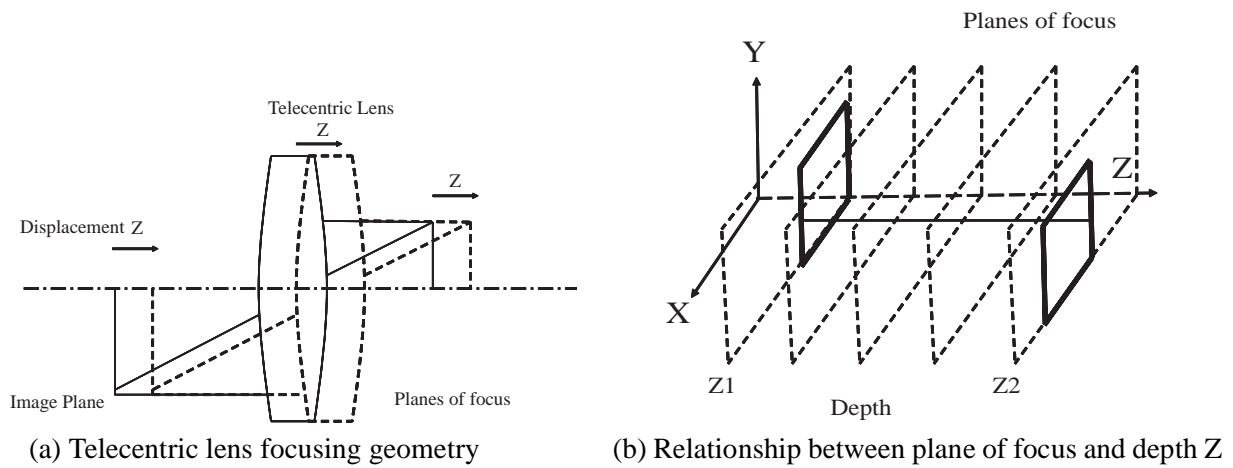 Telecentric Lens
Z
Z
Displacement Z
Image Plane
Planes of focus
(a) Telecentric lens focusing geometry
Planes of focus
Y
Z
X
Z1
Z2
Depth
(b) Relationship between plane of focus and depth Z